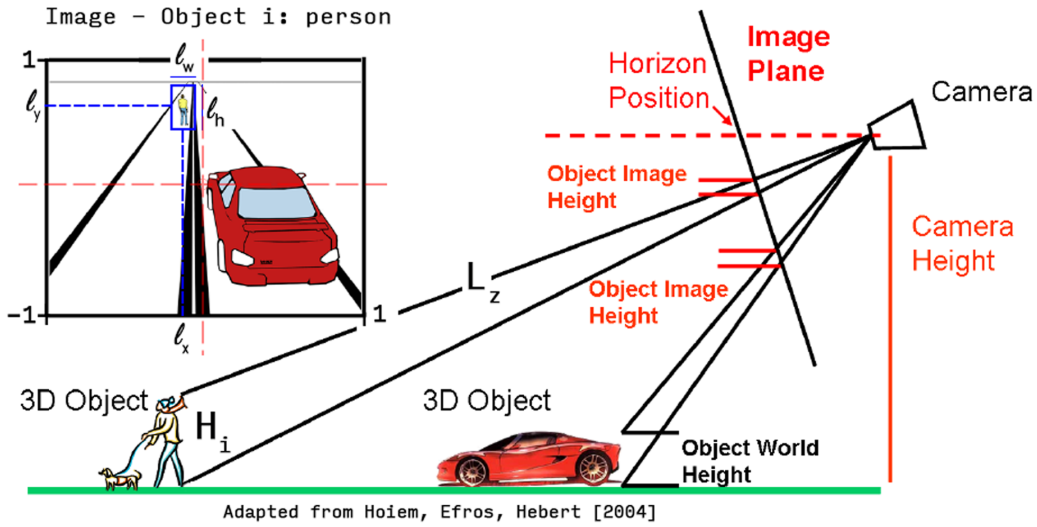 Image - Object i: person
1
ℓw
ℓy
ℓh
-1
1
ℓx
Image
Plane
Horizon
Position
Camera
Object Image
Height
Camera
Height
Lz
Object Image
Height
3D Object
3D Object
Hi
Object World
Height
Adapted from Hoiem, Efros, Hebert [2004]